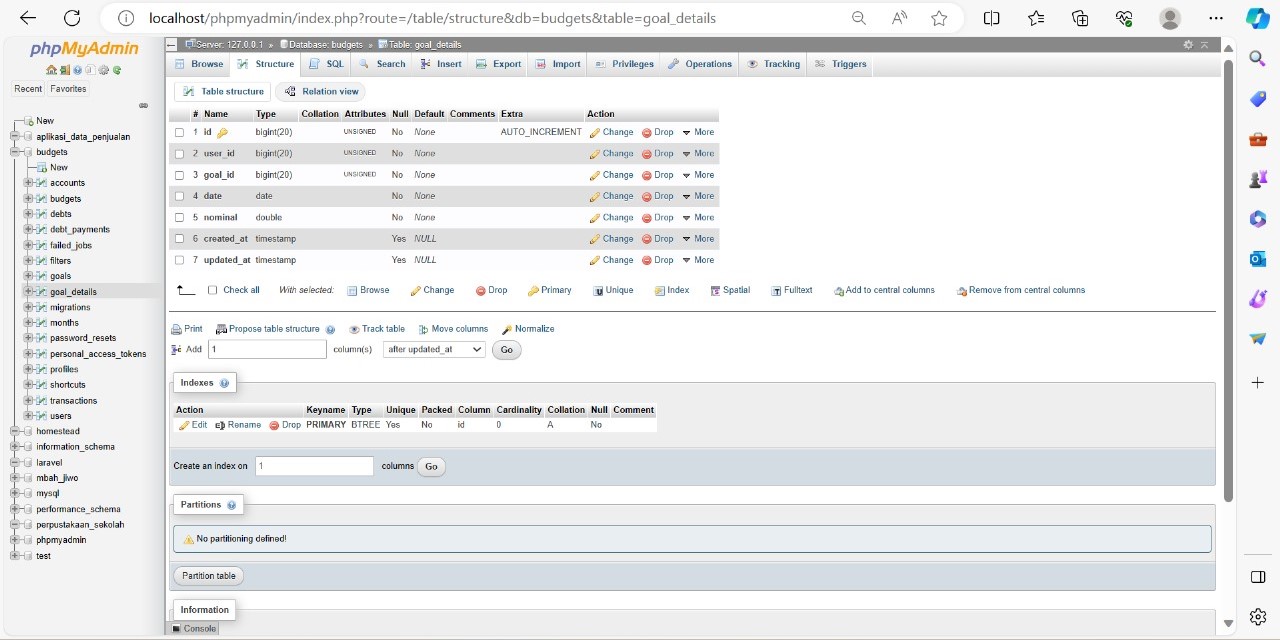 localhost/phpmyadmin/index.php?route=/table/structure&db=budgets&table=goal_details
phpMyAdmin
Recent Favorites
New
aplikasi_data_penjualan
budgets
New
accounts
budgets
debts
debt_payments
failed_jobs
filters
goals
goal_details
migrations
months
password_resets
personal_access_tokens
profiles
shortcuts
transactions
users
homestead
information_schema
laravel
mbah_jiwo
mysql
performance_schema
perpustakaan_sekolah
phpmyadmin
test
Server: 127.0.0.1 » Database: budgets » Table: goal_details
Browse Structure SQL Search Insert Export Import Privileges Operations Tracking Triggers
Table structure Relation view
# Name Type Collation Attributes Null Default Comments Extra Action
1 id bigint(20) UNSIGNED No None AUTO_INCREMENT Change Drop More
2 user_id bigint(20) UNSIGNED No None Change Drop More
3 goal_id bigint(20) UNSIGNED No None Change Drop More
4 date date No None Change Drop More
5 nominal double No None Change Drop More
6 created_at timestamp Yes NULL Change Drop More
7 updated_at timestamp Yes NULL Change Drop More
Check all With selected: Browse Change Drop Primary Unique Index Spatial Fulltext Add to central columns Remove from central columns
Print Propose table structure Track table Move columns Normalize
Add 1 column(s) after updated_at Go
Indexes
Action Keyname Type Unique Packed Column Cardinality Collation Null Comment
Edit Rename Drop PRIMARY BTREE Yes No id 0 A No
Create an index on 1 columns Go
Partitions
No partitioning defined!
Partition table
Information
Console